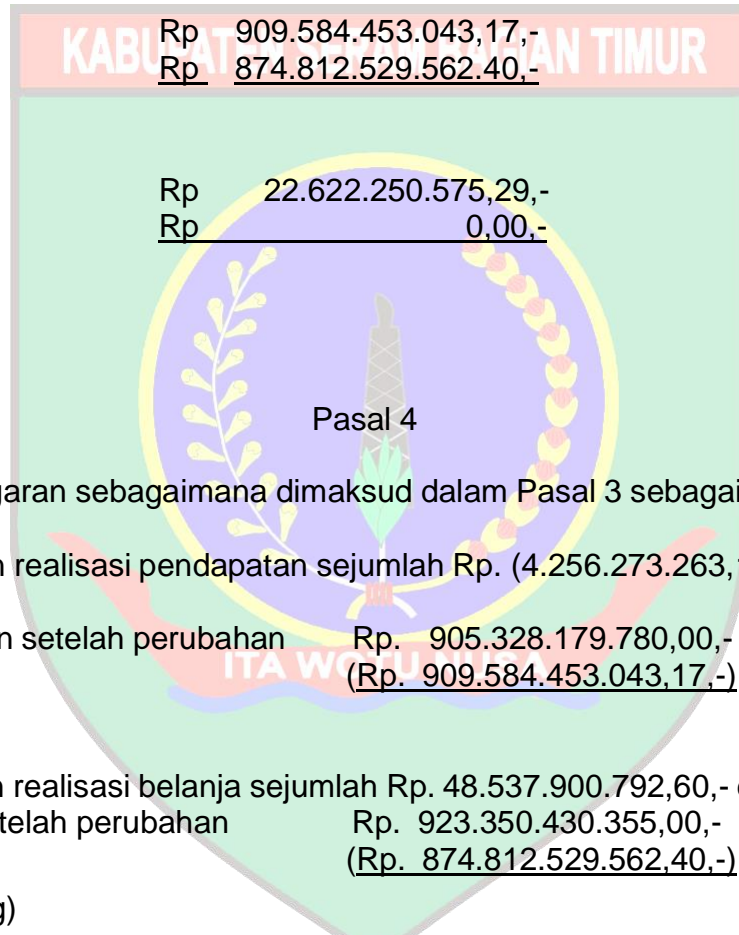 KABUPATEN SERAM BAGIAN TIMUR
Rp 909.584.453.043,17,-
Rp 874.812.529.562.40,-
Rp 22.622.250.575,29,-
Rp 0,00,-
Pasal 4
garan sebagaimana dimaksud dalam Pasal 3 sebagai
realisasi pendapatan sejumlah Rp. (4.256.273.263,
setelah perubahan Rp. 905.328.179.780,00,-
(Rp. 909.584.453.043,17,-)
ITA WOTU NUSA
realisasi belanja sejumlah Rp. 48.537.900.792,60,-
telah perubahan Rp. 923.350.430.355,00,-
(Rp. 874.812.529.562,40,-)
g)